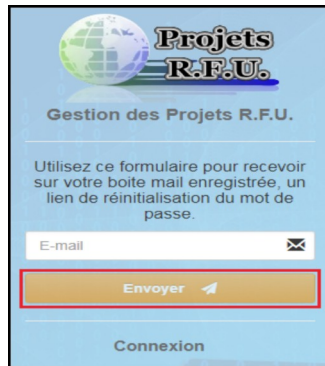 Projets
R.F.U.
Gestion des Projets R.F.U.
Utilisez ce formulaire pour recevoir
sur votre boite mail enregistrée, un
lien de réinitialisation du mot de
passe.
E-mail
Envoyer
Connexion